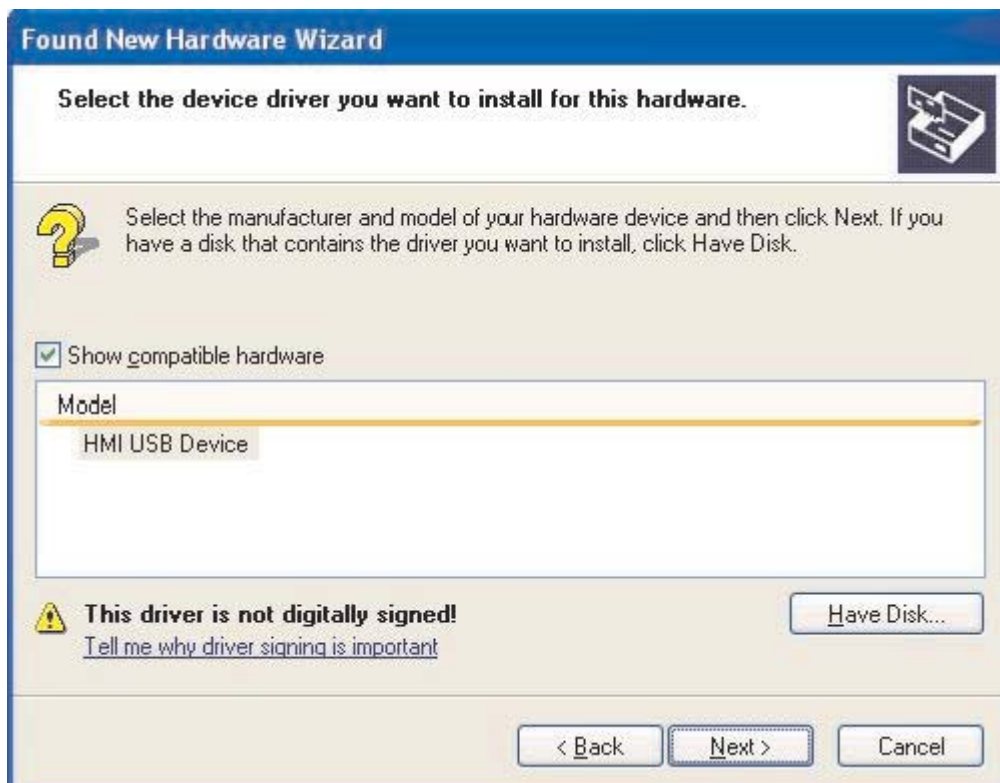 Found New Hardware Wizard
Select the device driver you want to install for this hardware.
Select the manufacturer and model of your hardware device and then click Next. If you
have a disk that contains the driver you want to install, click Have Disk.
Show compatible hardware
Model
HMI USB Device
This driver is not digitally signed!
Have Disk...
Tell me why driver signing is important
< Back
Next >
Cancel